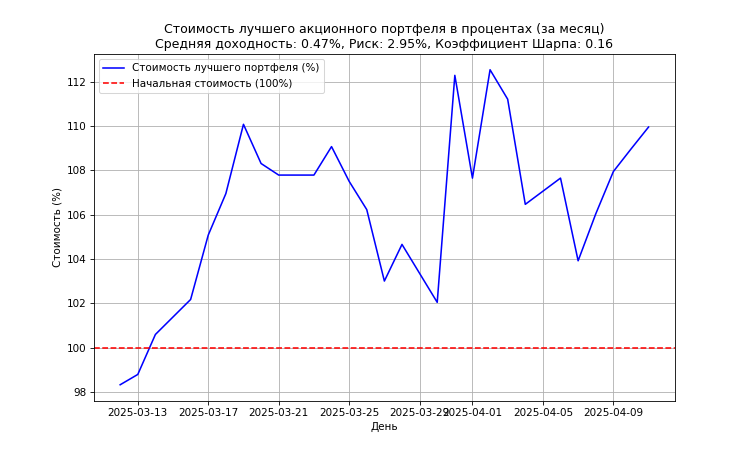 Стоимость лучшего акционного портфеля в процентах (за месяц)
Средняя доходность: 0.47%, Риск: 2.95%, Коэффициент Шарпа: 0.16
Стоимость лучшего портфеля (%)
Начальная стоимость (100%)
Стоимость (%)
112
110
108
106
104
102
100
98
2025-03-13 2025-03-17 2025-03-21 2025-03-25 2025-03-29 2025-04-01 2025-04-05 2025-04-09
День